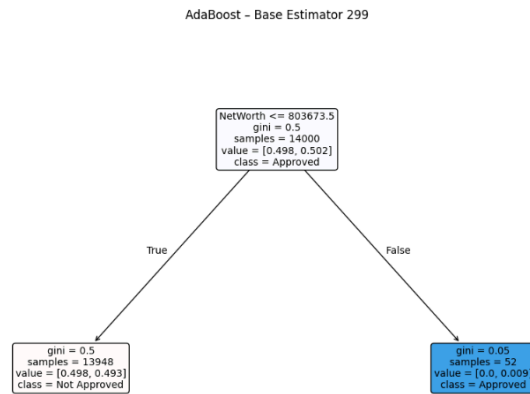 AdaBoost – Base Estimator 299
NetWorth <= 803673.5
gini = 0.5
samples = 14000
value = [0.498, 0.502]
class = Approved
True
False
gini = 0.5
samples = 13948
value = [0.498, 0.493]
class = Not Approved
gini = 0.05
samples = 52
value = [0.0, 0.009]
class = Approved